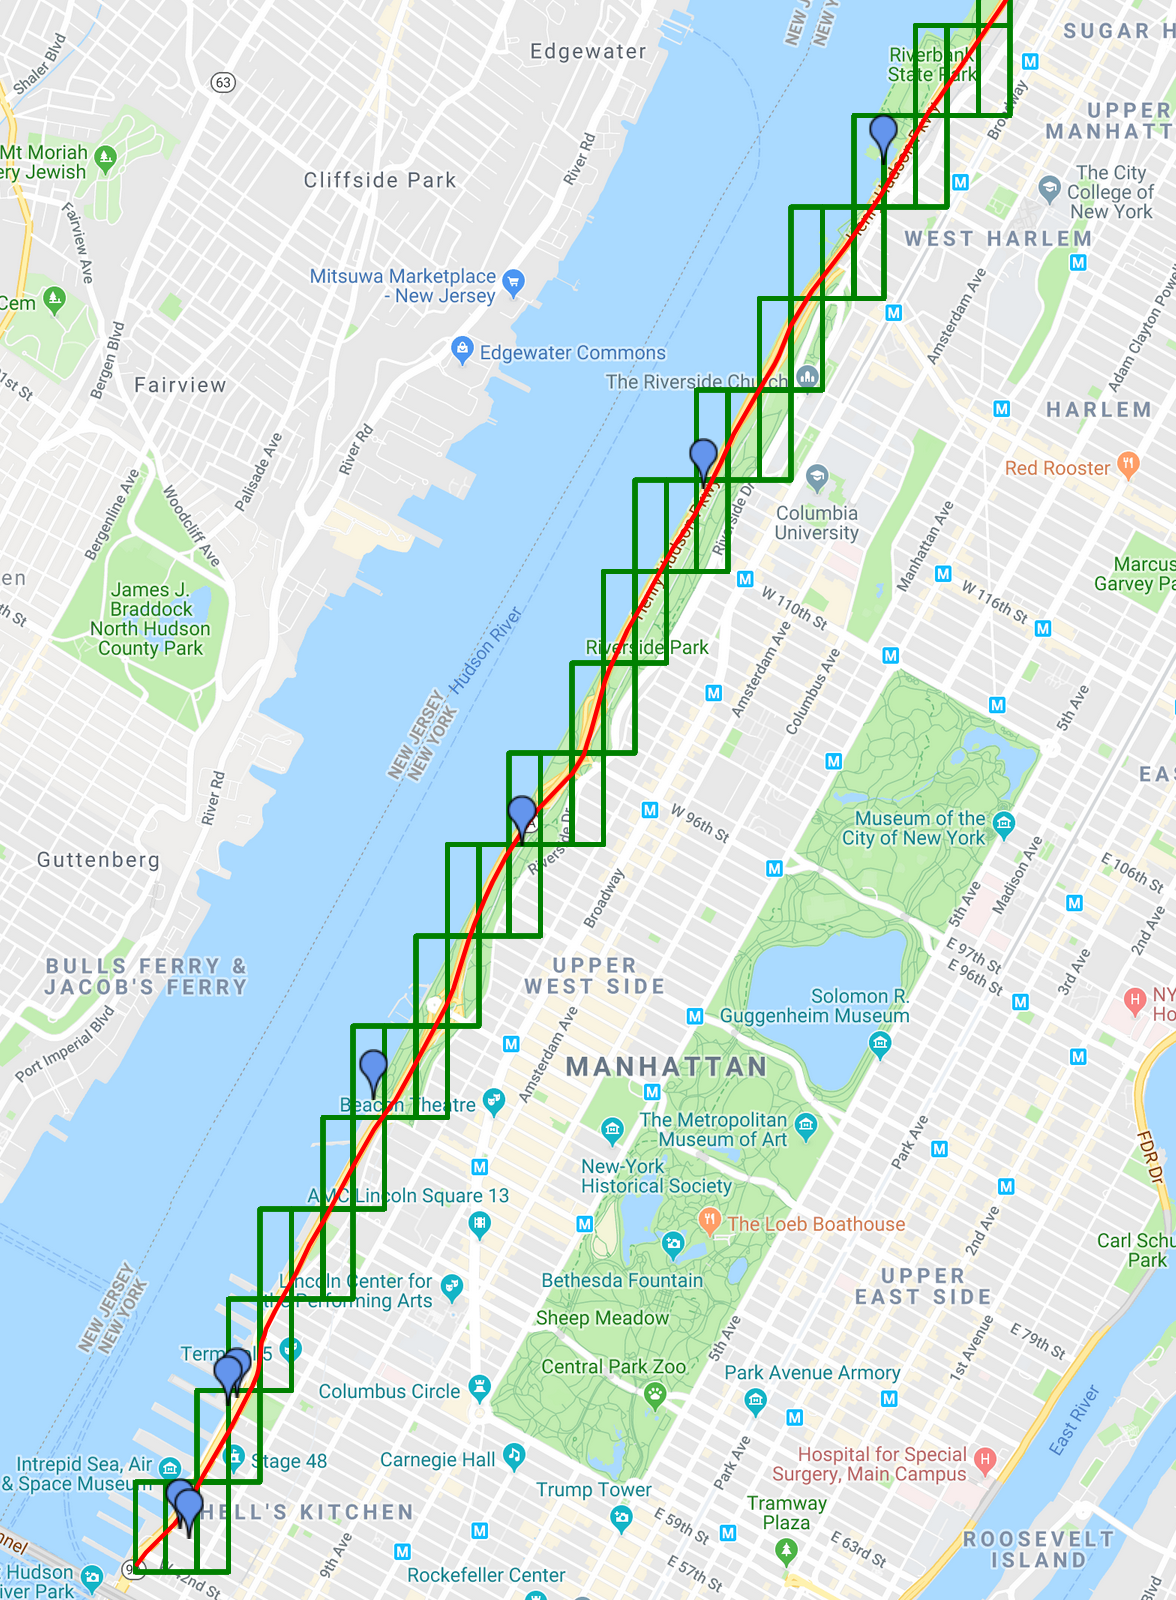 NEW J
NEW Y
SUGAR H
Edgewater
Shaler Blvd
63
Riverbank
State Park
Broadway
UPPER
MANHATT
Mt Moriah
ery Jewish
River Rd
Cliffside Park
Henry Hudson Pkwy
The City
College of
New York
Fairview Ave
WEST HARLEM
Mitsuwa Marketplace
- New Jersey
Cem
Amsterdam Ave
Adam Clayton Powe
Bergen Blvd
Edgewater Commons
91st St
Fairview
The Riverside Church
HARLEM
River Rd
Palisade Ave
Red Rooster
Bergenline Ave
Woodcliff Ave
Columbia
University
Riverside Dr
Henry Hudson Pkwy
Manhattan Ave
en
James J.
Braddock
North Hudson
County Park
th St
W 110th St
W 116th St
Marcus
Garvey Pa
Hudson River
Riverside Park
Amsterdam Ave
Columbus Ave
NEW JERSEY
NEW YORK
5th Ave
EAS
River Rd
W 96th St
Museum of the
City of New York
Guttenberg
Riverside Dr
Broadway
E 106th St
Madison Ave
5th Ave
2nd Ave
BULLS FERRY &
JACOB'S FERRY
UPPER
WEST SIDE
E 97th St
E 96th St
3rd Ave
Solomon R.
Guggenheim Museum
NY
Ho
Port Imperial Blvd
Amsterdam Ave
MANHATTAN
Beacon Theatre
The Metropolitan
Museum of Art
Park Ave
FDR Dr
New-York
Historical Society
AMC Lincoln Square 13
The Loeb Boathouse
2nd Ave
Carl Schu
Park
NEW JERSEY
NEW YORK
Lincoln Center for
the Performing Arts
Bethesda Fountain
UPPER
EAST SIDE
Sheep Meadow
5th Ave
1st Avenue
E 79th St
Terminal 5
Central Park Zoo
Park Avenue Armory
Columbus Circle
East River
Intrepid Sea, Air
& Space Museum
Stage 48
Carnegie Hall
Park Ave
Hospital for Special
Surgery, Main Campus
Trump Tower
HELL'S KITCHEN
Tramway
Plaza
E 59th St
nnel
9th Ave
E 63rd St
ROOSEVELT
ISLAND
Hudson
iver Park
W 42nd St
Rockefeller Center
E 57th St
Blvd